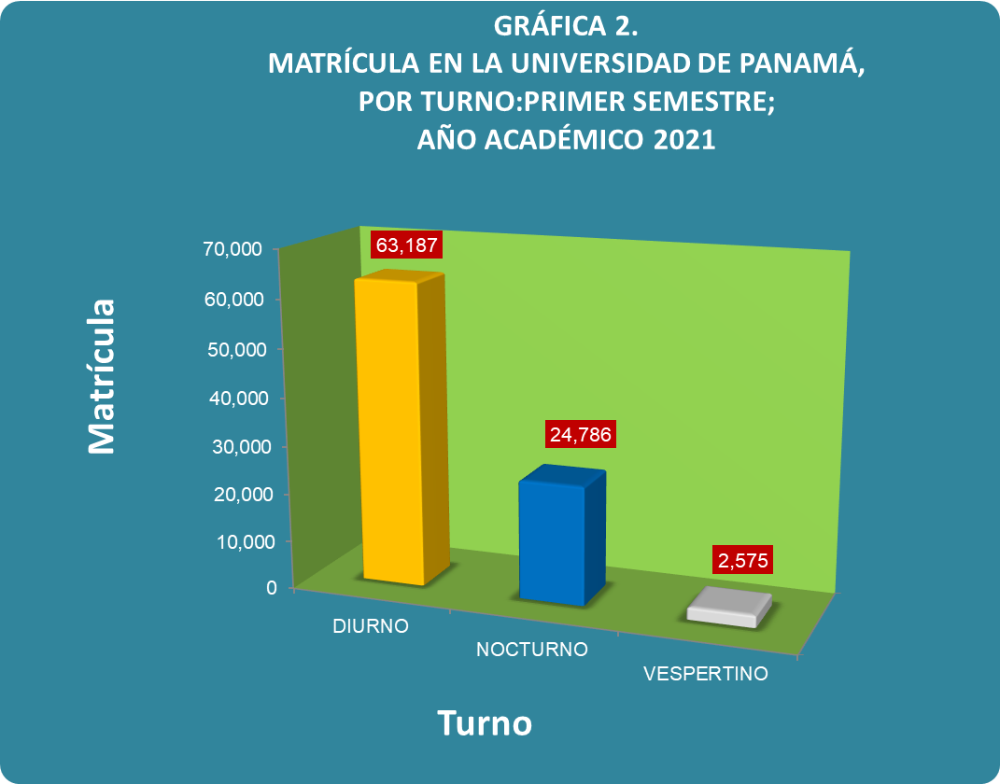 GRÁFICA 2.
MATRÍCULA EN LA UNIVERSIDAD DE PANAMÁ,
POR TURNO:PRIMER SEMESTRE;
AÑO ACADÉMICO 2021
Matrícula
70,000
60,000
50,000
40,000
30,000
20,000
10,000
0
63,187
24,786
2,575
DIURNO
NOCTURNO
VESPERTINO
Turno